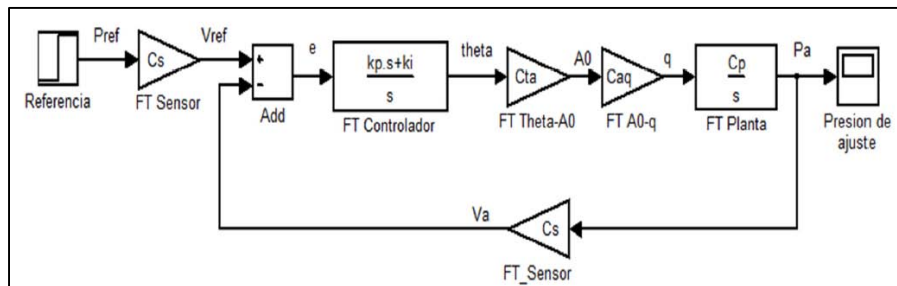 Pref
Vref
e
theta
A0
q
Pa
Cs
+
-
kp.s+ki
s
Cta
Caq
Cp
s
Referencia
FT Sensor
Add
FT Controlador
FT Theta-A0
FT A0-q
FT Planta
Presion de
ajuste
Va
Cs
FT_Sensor